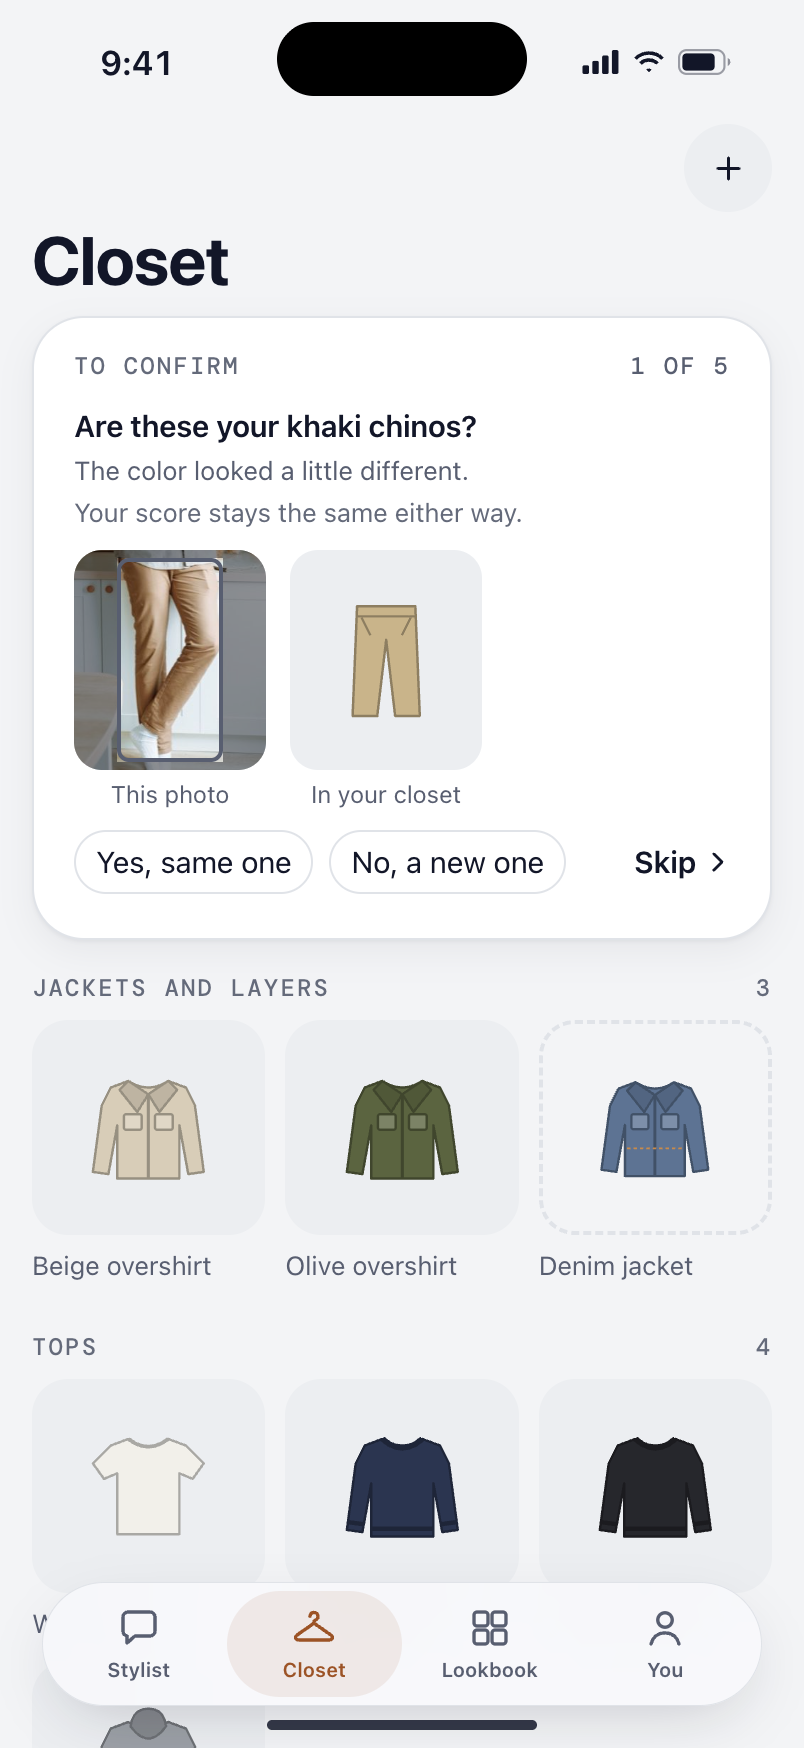 9:41
Closet
TO CONFIRM
1 OF 5
Are these your khaki chinos?
The color looked a little different.
Your score stays the same either way.
This photo
In your closet
Yes, same one
No, a new one
Skip
JACKETS AND LAYERS
3
Beige overshirt
Olive overshirt
Denim jacket
TOPS
4
Stylist
Closet
Lookbook
You